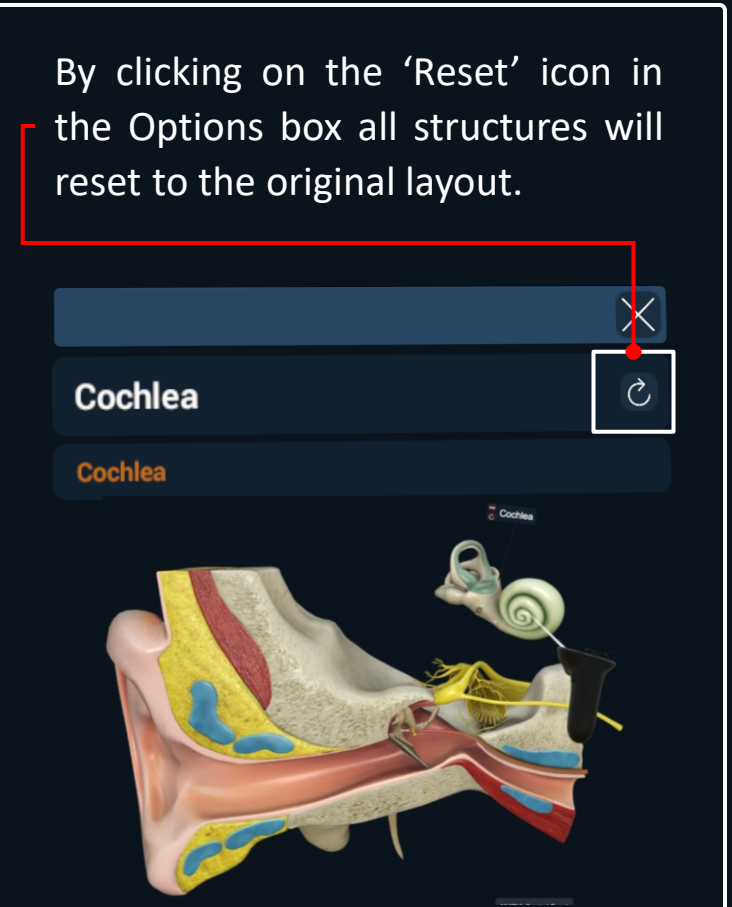 By clicking on the ‘Reset’ icon in
the Options box all structures will
reset to the original layout.
Cochlea
Cochlea
Cochlea